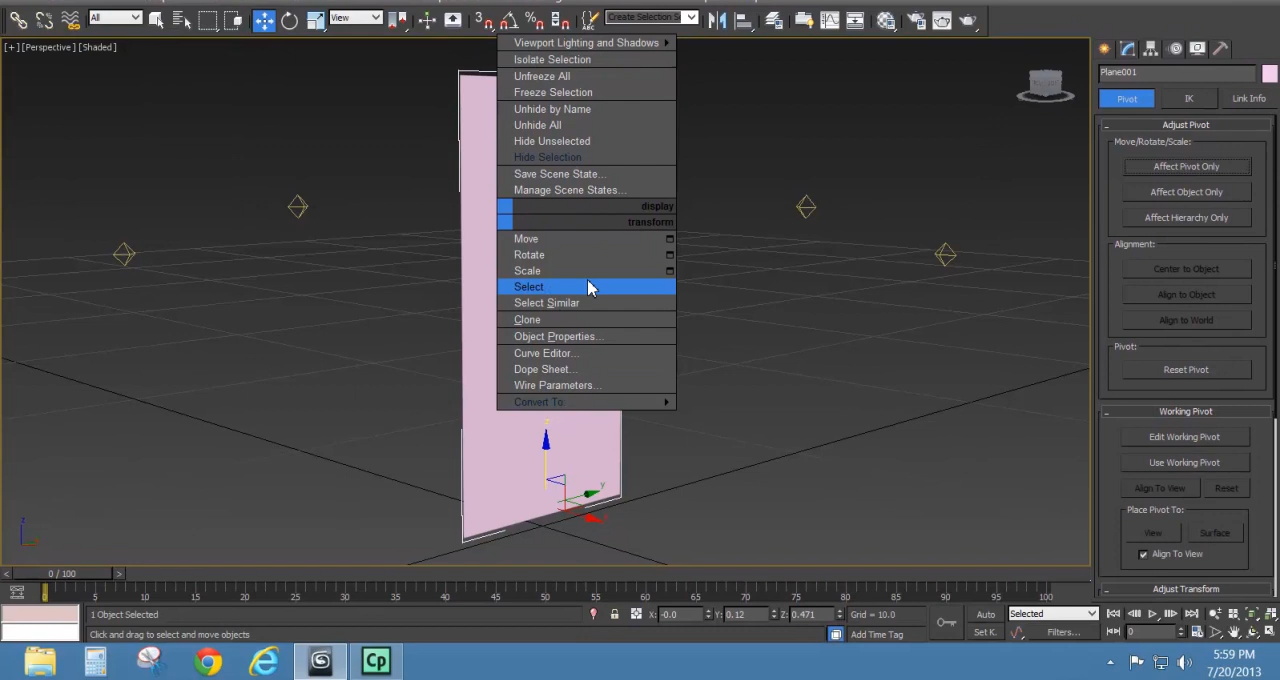 All
View
3
%
ABC
Create Selection Se
[+] [Perspective] [Shaded]
Viewport Lighting and Shadows
Isolate Selection
Unfreeze All
Freeze Selection
Unhide by Name
Unhide All
Hide Unselected
Hide Selection
Save Scene State...
Manage Scene States...
display
transform
Move
Rotate
Scale
Select
Select Similar
Clone
Object Properties...
Curve Editor...
Dope Sheet...
Wire Parameters...
Convert To:
y
z
Plane001
Pivot
IK
Link Info
- Adjust Pivot
Move/Rotate/Scale:
Affect Pivot Only
Affect Object Only
Affect Hierarchy Only
Alignment:
Center to Object
Align to Object
Align to World
Pivot:
Reset Pivot
- Working Pivot
Edit Working Pivot
Use Working Pivot
Align To View
Reset
Place Pivot To:
View
Surface
Align To View
Adjust Transform
< 0 / 100 >
0 5 10 15 20 25 30 35 40 45 50 55 60 65 70 75 80 85 90 95 100
1 Object Selected
X: -0.0
Y: 0.12
Z: 0.471
Grid = 10.0
Auto
Selected
Click and drag to select and move objects
Add Time Tag
Set K.
Filters...
0
Cp
5:59 PM
7/20/2013